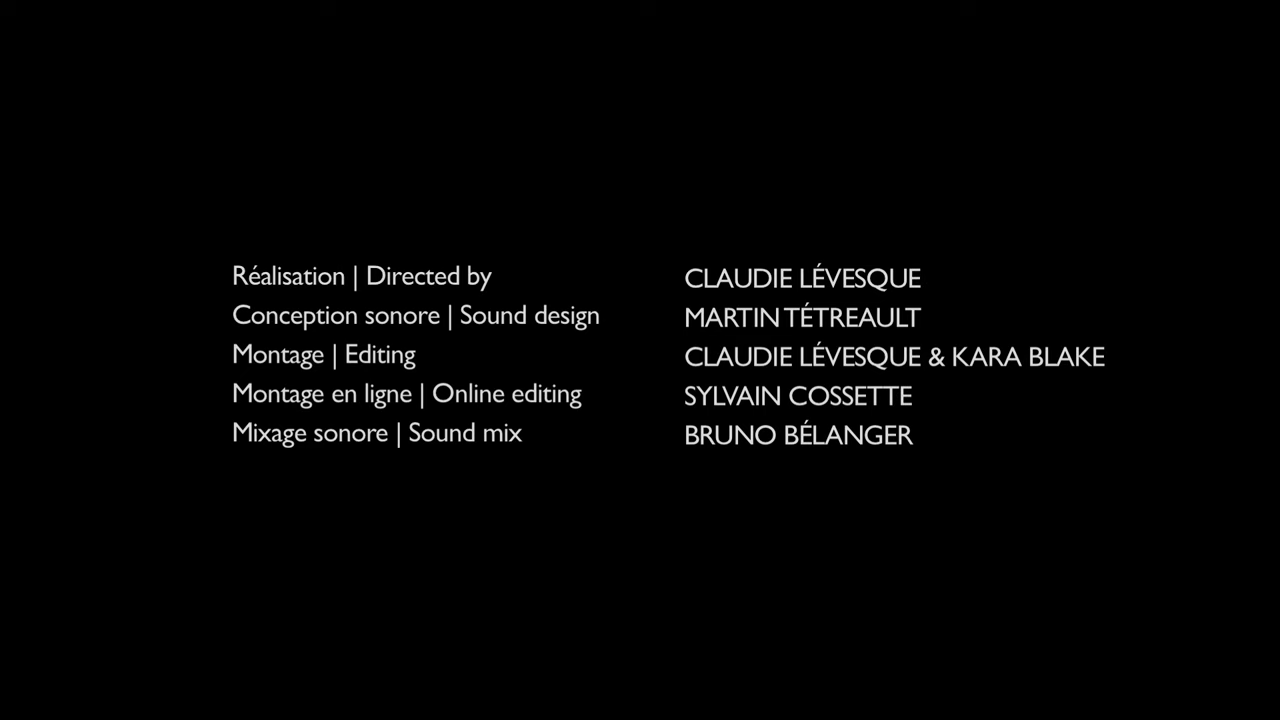 Réalisation | Directed by CLAUDIE LÉVESQUE
Conception sonore | Sound design MARTIN TÉTREAULT
Montage | Editing CLAUDIE LÉVESQUE & KARA BLAKE
Montage en ligne | Online editing SYLVAIN COSSETTE
Mixage sonore | Sound mix BRUNO BÉLANGER